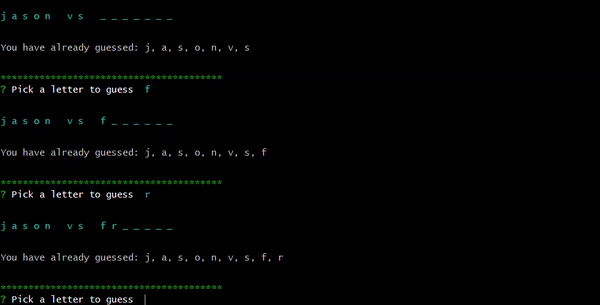 j a s o n   v s   _ _ _ _ _ _ _
You have already guessed: j, a, s, o, n, v, s
****************************************
? Pick a letter to guess  f
j a s o n   v s   f _ _ _ _ _ _
You have already guessed: j, a, s, o, n, v, s, f
****************************************
? Pick a letter to guess  r
j a s o n   v s   f r _ _ _ _ _
You have already guessed: j, a, s, o, n, v, s, f, r
****************************************
? Pick a letter to guess